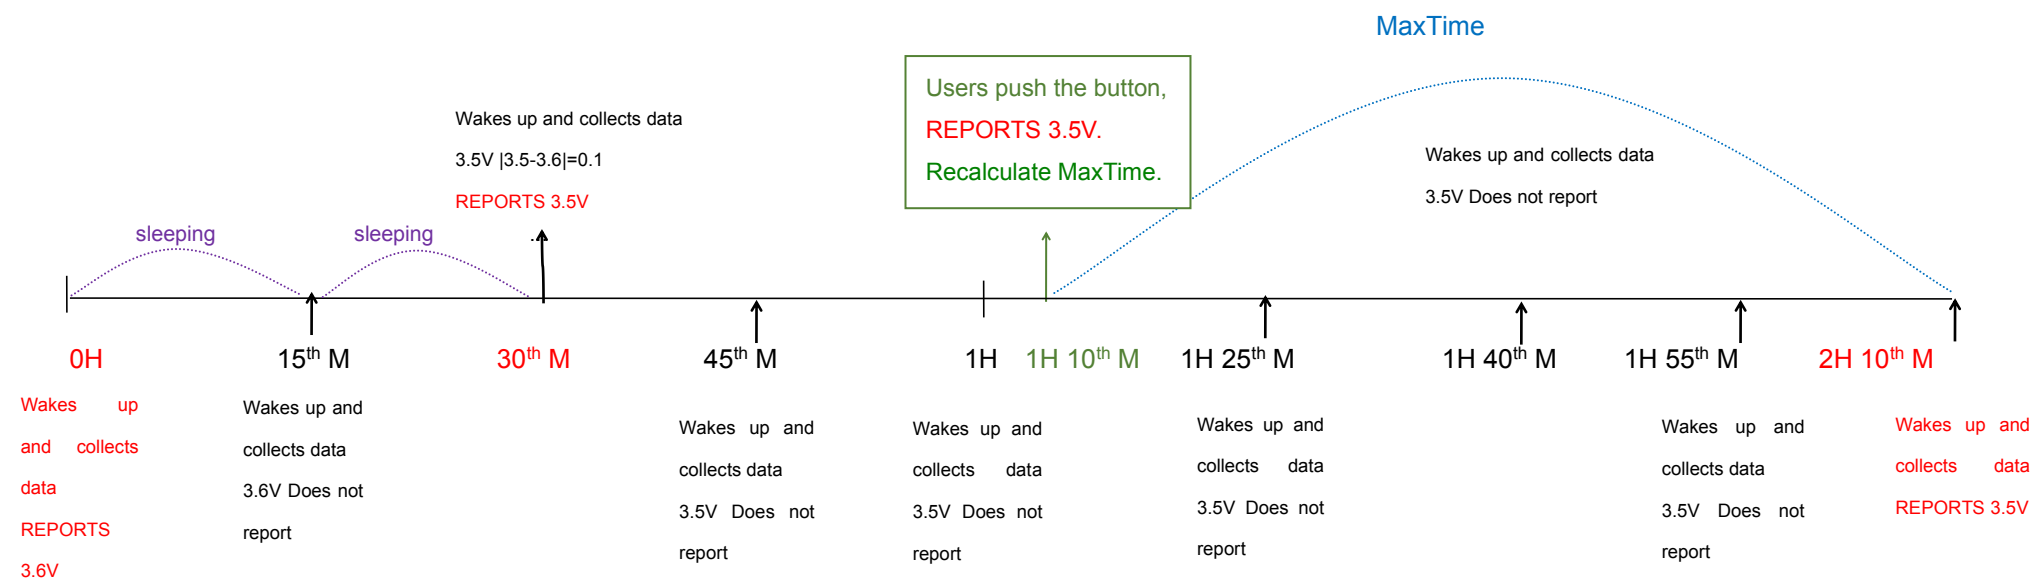 MaxTime
Users push the button,
REPORTS 3.5V.
Recalculate MaxTime.
Wakes up and collects data
3.5V |3.5-3.6|=0.1
REPORTS 3.5V
Wakes up and collects data
3.5V Does not report
sleeping
sleeping
0H
15th M
30th M
45th M
1H
1H 10th M
1H 25th M
1H 40th M
1H 55th M
2H 10th M
Wakes up
and collects
data
REPORTS
3.6V
Wakes up and
collects data
3.6V Does not
report
Wakes up and
collects data
3.5V Does not
report
Wakes up and
collects data
3.5V Does not
report
Wakes up and
collects data
3.5V Does not
report
Wakes up and
collects data
3.5V Does not
report
Wakes up and
collects data
REPORTS 3.5V